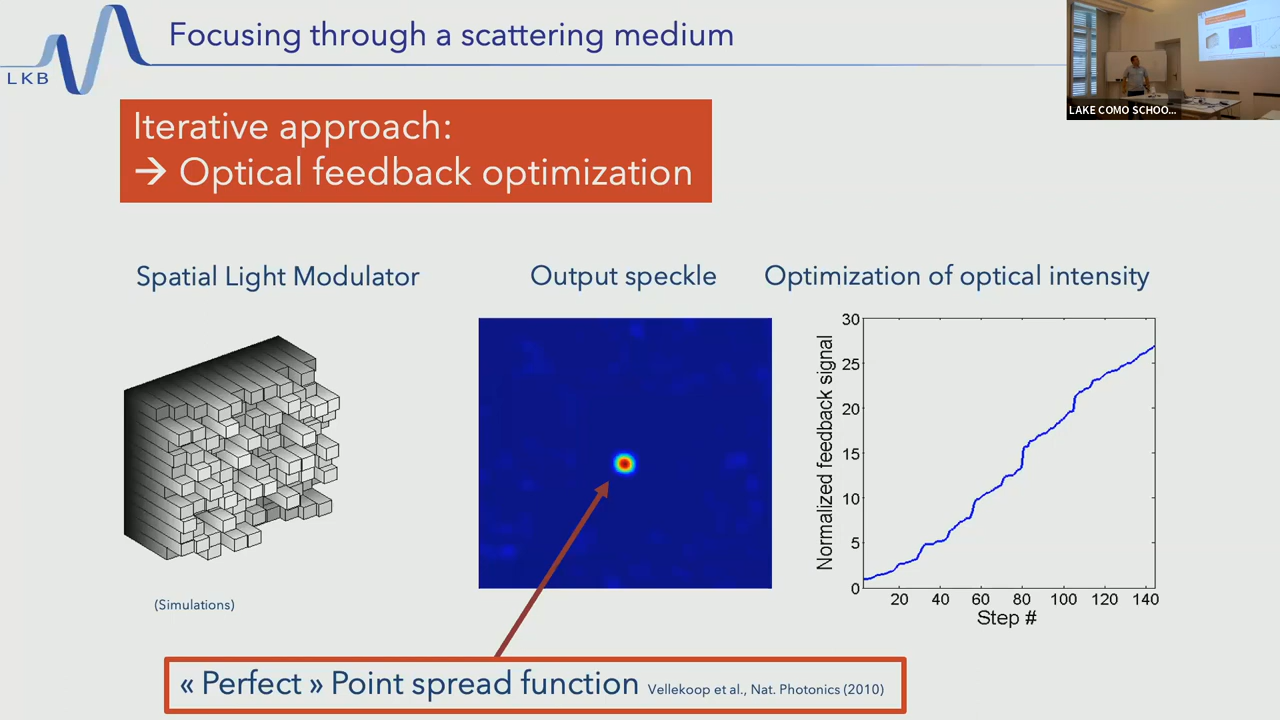 Focusing through a scattering medium
LKB
LAKE COMO SCHOO...
Iterative approach:
→ Optical feedback optimization
Spatial Light Modulator
Output speckle
Optimization of optical intensity
30
25
20
15
10
5
0
Normalized feedback signal
20 40 60 80 100 120 140
Step #
(Simulations)
« Perfect » Point spread function Vellekoop et al., Nat. Photonics (2010)